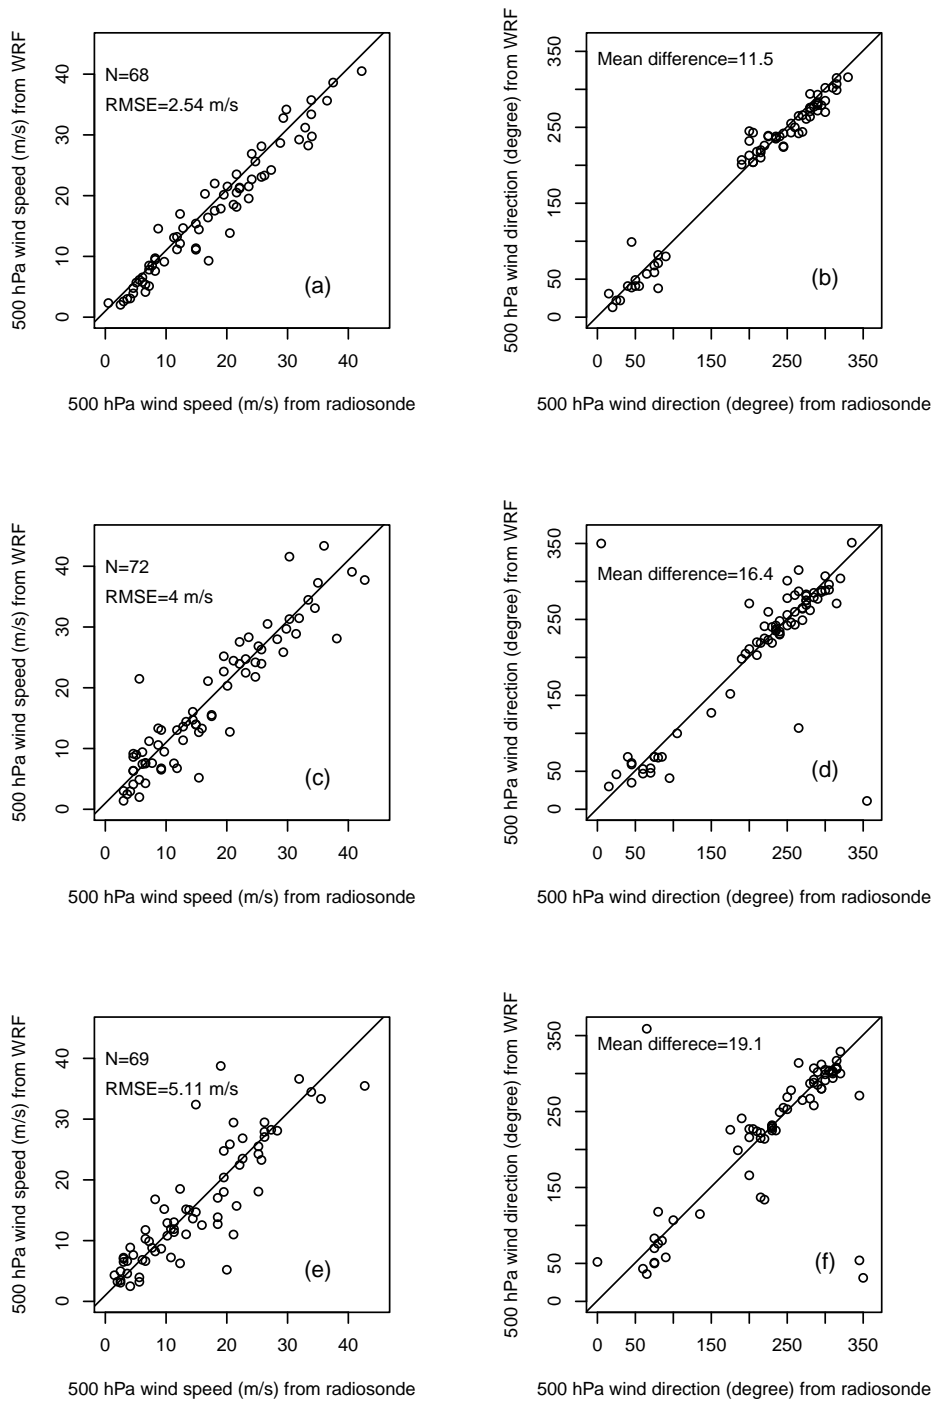 500 hPa wind speed (m/s) from WRF
40
30
20
10
0
N=68
RMSE=2.54 m/s
(a)
0 10 20 30 40
500 hPa wind speed (m/s) from radiosonde
500 hPa wind direction (degree) from WRF
350
250
150
50
0
Mean difference=11.5
(b)
0 50 150 250 350
500 hPa wind direction (degree) from radiosonde
500 hPa wind speed (m/s) from WRF
40
30
20
10
0
N=72
RMSE=4 m/s
(c)
0 10 20 30 40
500 hPa wind speed (m/s) from radiosonde
500 hPa wind direction (degree) from WRF
350
250
150
50
0
Mean difference=16.4
(d)
0 50 150 250 350
500 hPa wind direction (degree) from radiosonde
500 hPa wind speed (m/s) from WRF
40
30
20
10
0
N=69
RMSE=5.11 m/s
(e)
0 10 20 30 40
500 hPa wind speed (m/s) from radiosonde
500 hPa wind direction (degree) from WRF
350
250
150
50
0
Mean differece=19.1
(f)
0 50 150 250 350
500 hPa wind direction (degree) from radiosonde